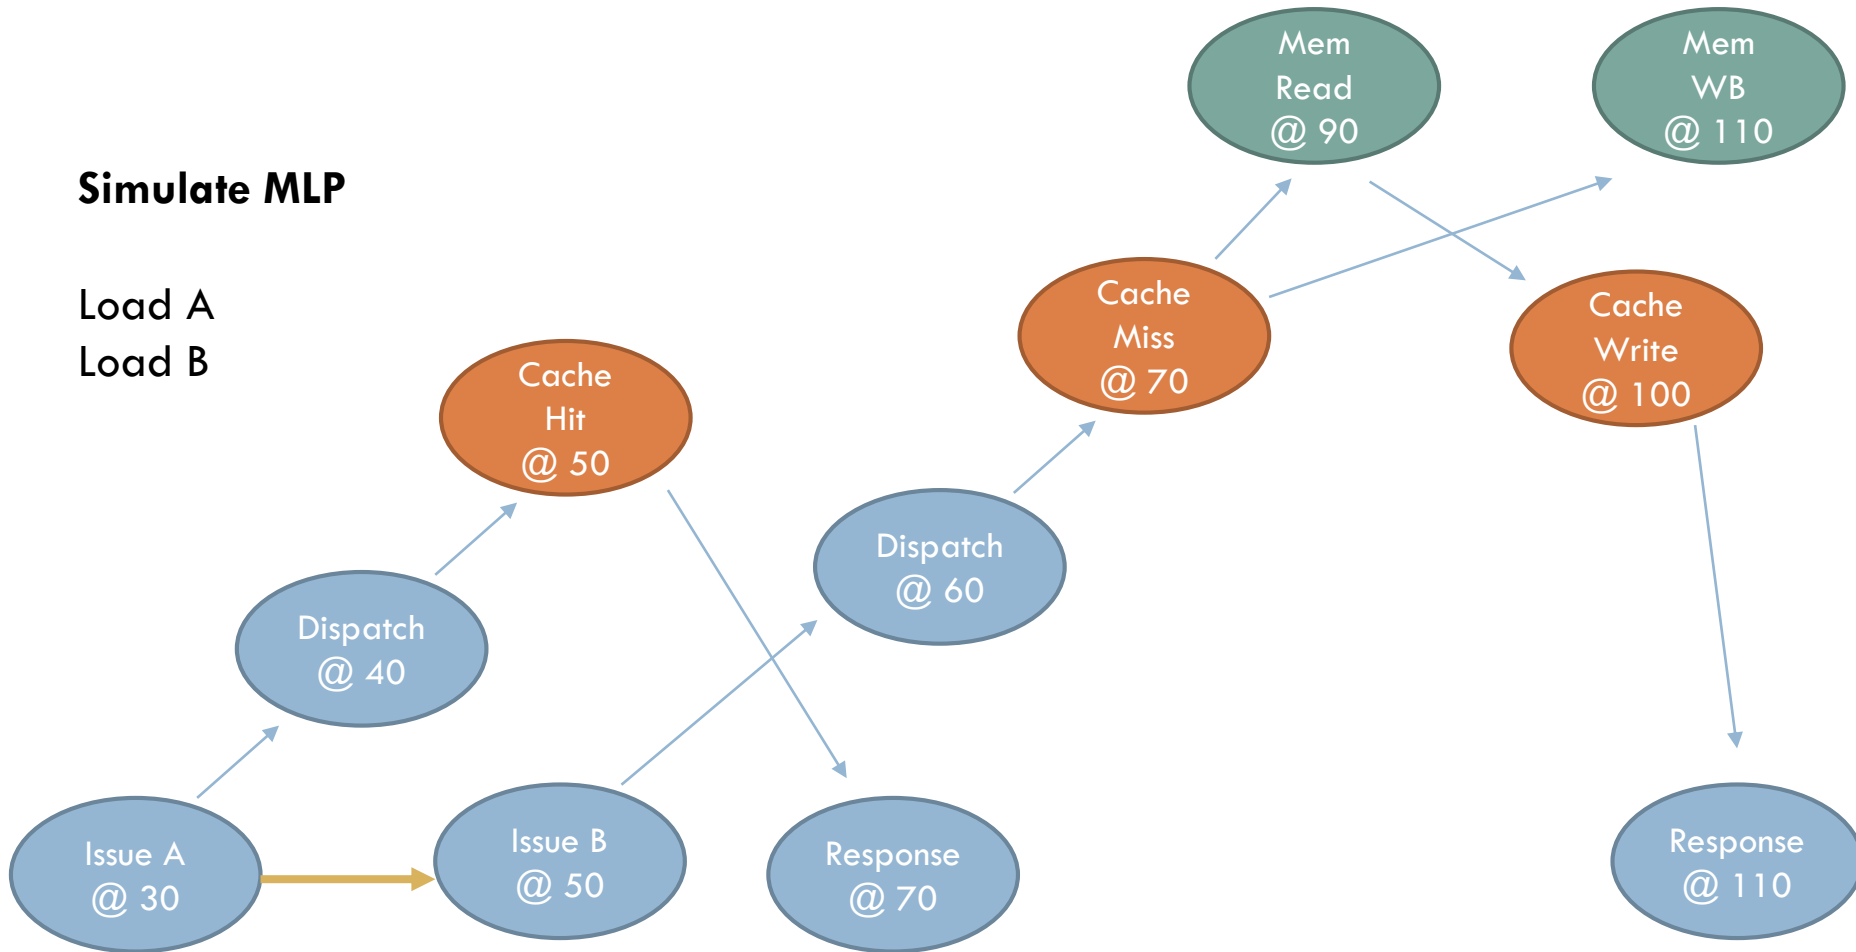 Simulate MLP
Load A
Load B
Issue A
@ 30
Dispatch
@ 40
Cache
Hit
@ 50
Response
@ 70
Issue B
@ 50
Dispatch
@ 60
Cache
Miss
@ 70
Mem
Read
@ 90
Mem
WB
@ 110
Cache
Write
@ 100
Response
@ 110